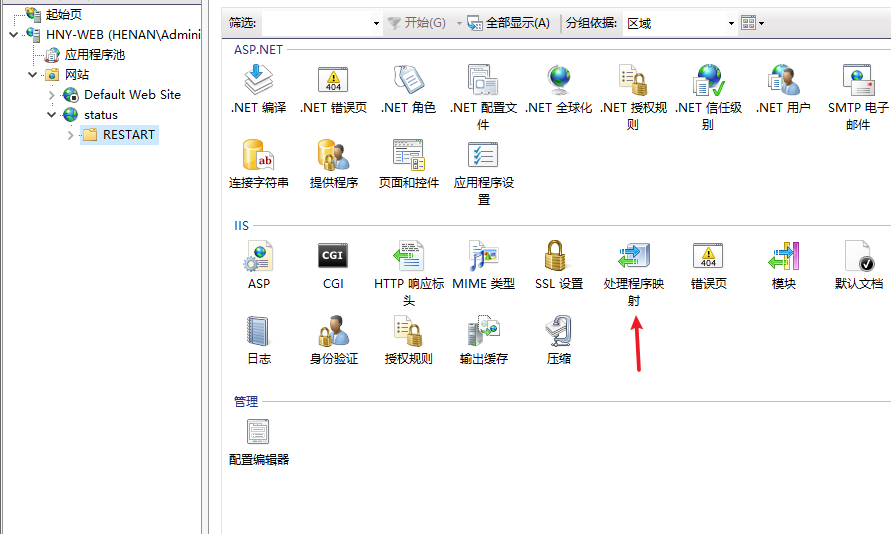 起始页
HNY-WEB (HENAN\Admini
应用程序池
网站
Default Web Site
status
RESTART
筛选: 开始(G) 全部显示(A) 分组依据: 区域
ASP.NET
404
.NET 编译 .NET 错误页 .NET 角色 .NET 配置文 .NET 全球化 .NET 授权规 .NET 信任级 .NET 用户 SMTP 电子
件 则 别 邮件
ab
连接字符串 提供程序 页面和控件 应用程序设
置
IIS
CGI 404
ASP CGI HTTP 响应标 MIME 类型 SSL 设置 处理程序映 错误页 模块 默认文档
头 射
日志 身份验证 授权规则 输出缓存 压缩
管理
配置编辑器